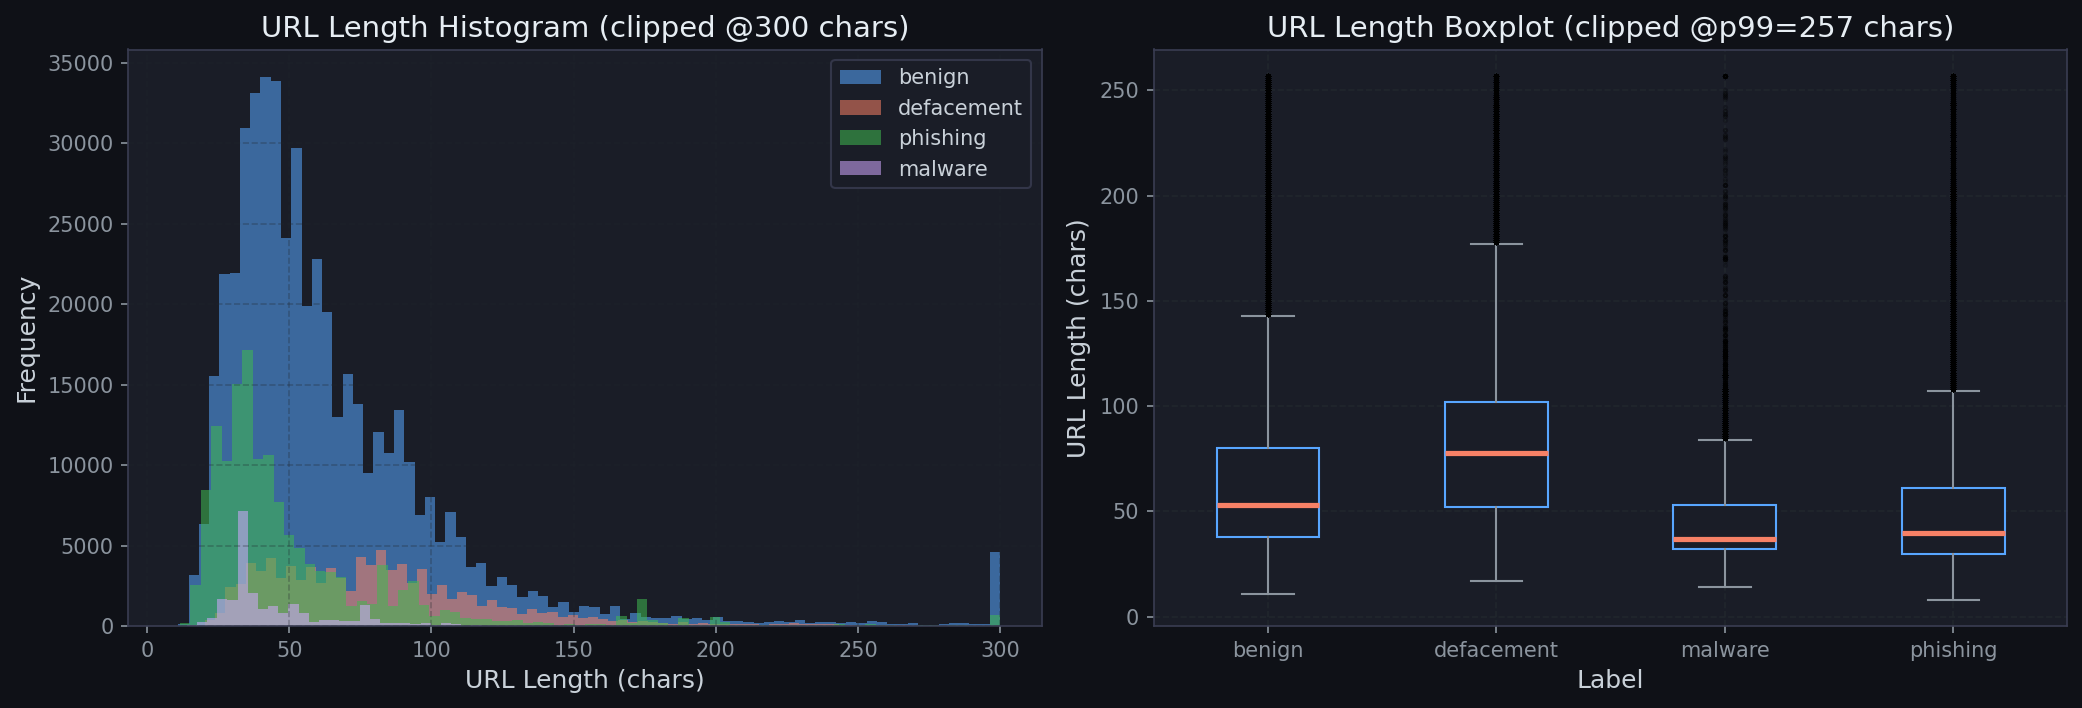 URL Length Histogram (clipped @300 chars)
35000
30000
25000
20000
15000
10000
5000
0
Frequency
benign
defacement
phishing
malware
0 50 100 150 200 250 300
URL Length (chars)
URL Length Boxplot (clipped @p99=257 chars)
250
200
150
100
50
0
URL Length (chars)
benign defacement malware phishing
Label